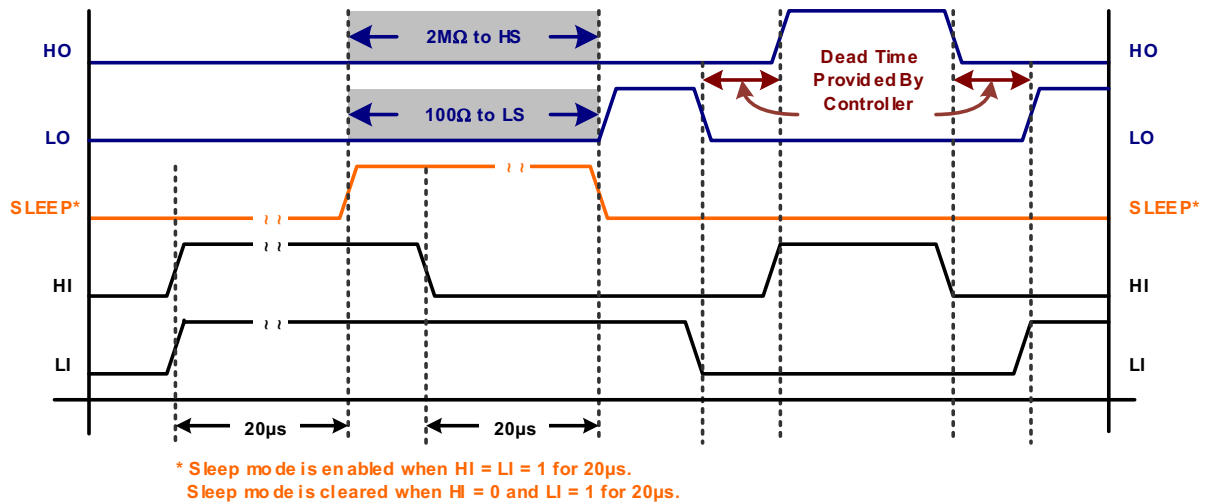 HO
2MΩ to HS
HO
Dead Time
Provided By
Controller
LO
100Ω to LS
LO
SLEEP*
SLEEP*
HI
HI
LI
LI
20µs
20µs
* Sleep mode is enabled when HI = LI = 1 for 20µs.
Sleep mode is cleared when HI = 0 and LI = 1 for 20µs.